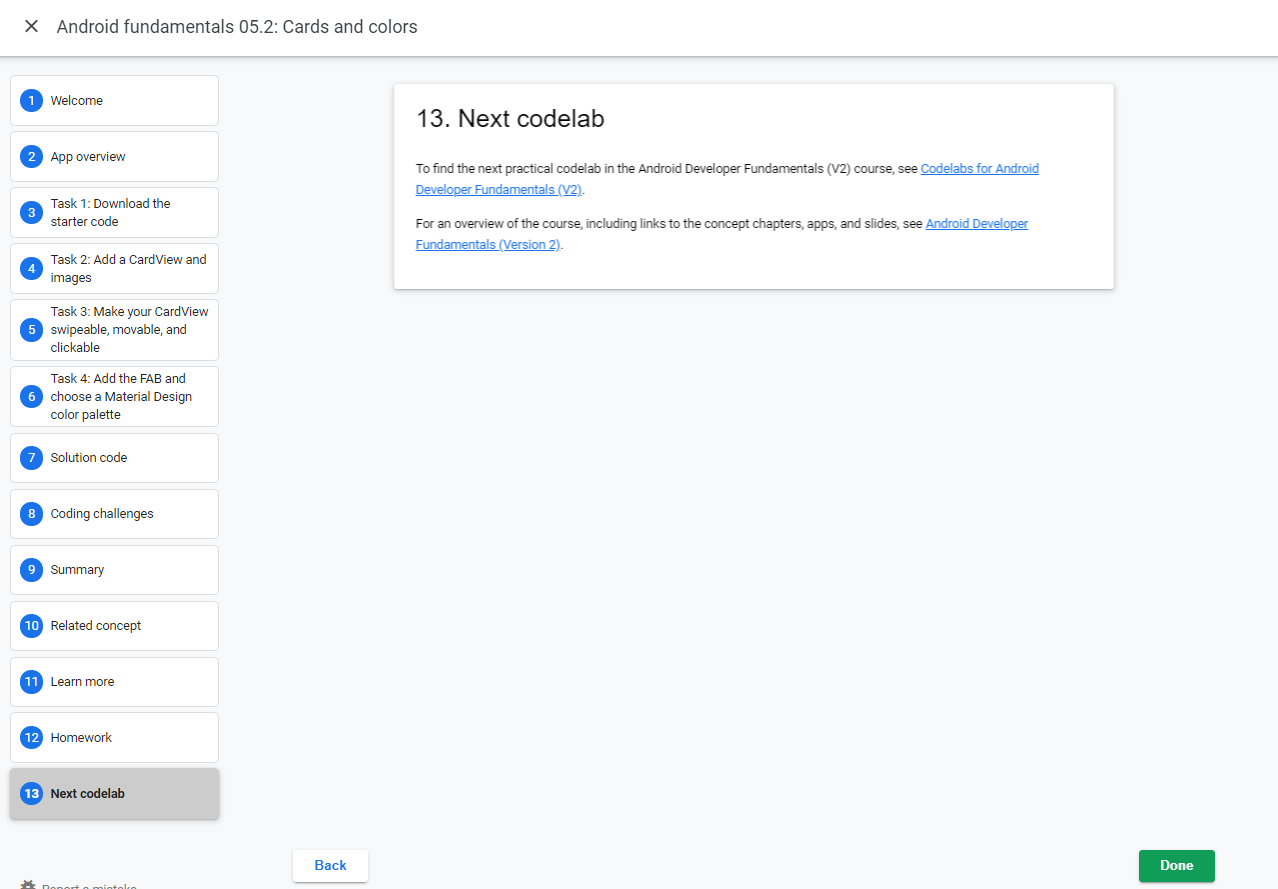 Android fundamentals 05.2: Cards and colors
1 Welcome
2 App overview
3 Task 1: Download the
starter code
4 Task 2: Add a CardView and
images
5 Task 3: Make your CardView
swipeable, movable, and
clickable
6 Task 4: Add the FAB and
choose a Material Design
color palette
7 Solution code
8 Coding challenges
9 Summary
10 Related concept
11 Learn more
12 Homework
13 Next codelab
13. Next codelab
To find the next practical codelab in the Android Developer Fundamentals (V2) course, see Codelabs for Android
Developer Fundamentals (V2).
For an overview of the course, including links to the concept chapters, apps, and slides, see Android Developer
Fundamentals (Version 2).
Back
Done
Report a mistake